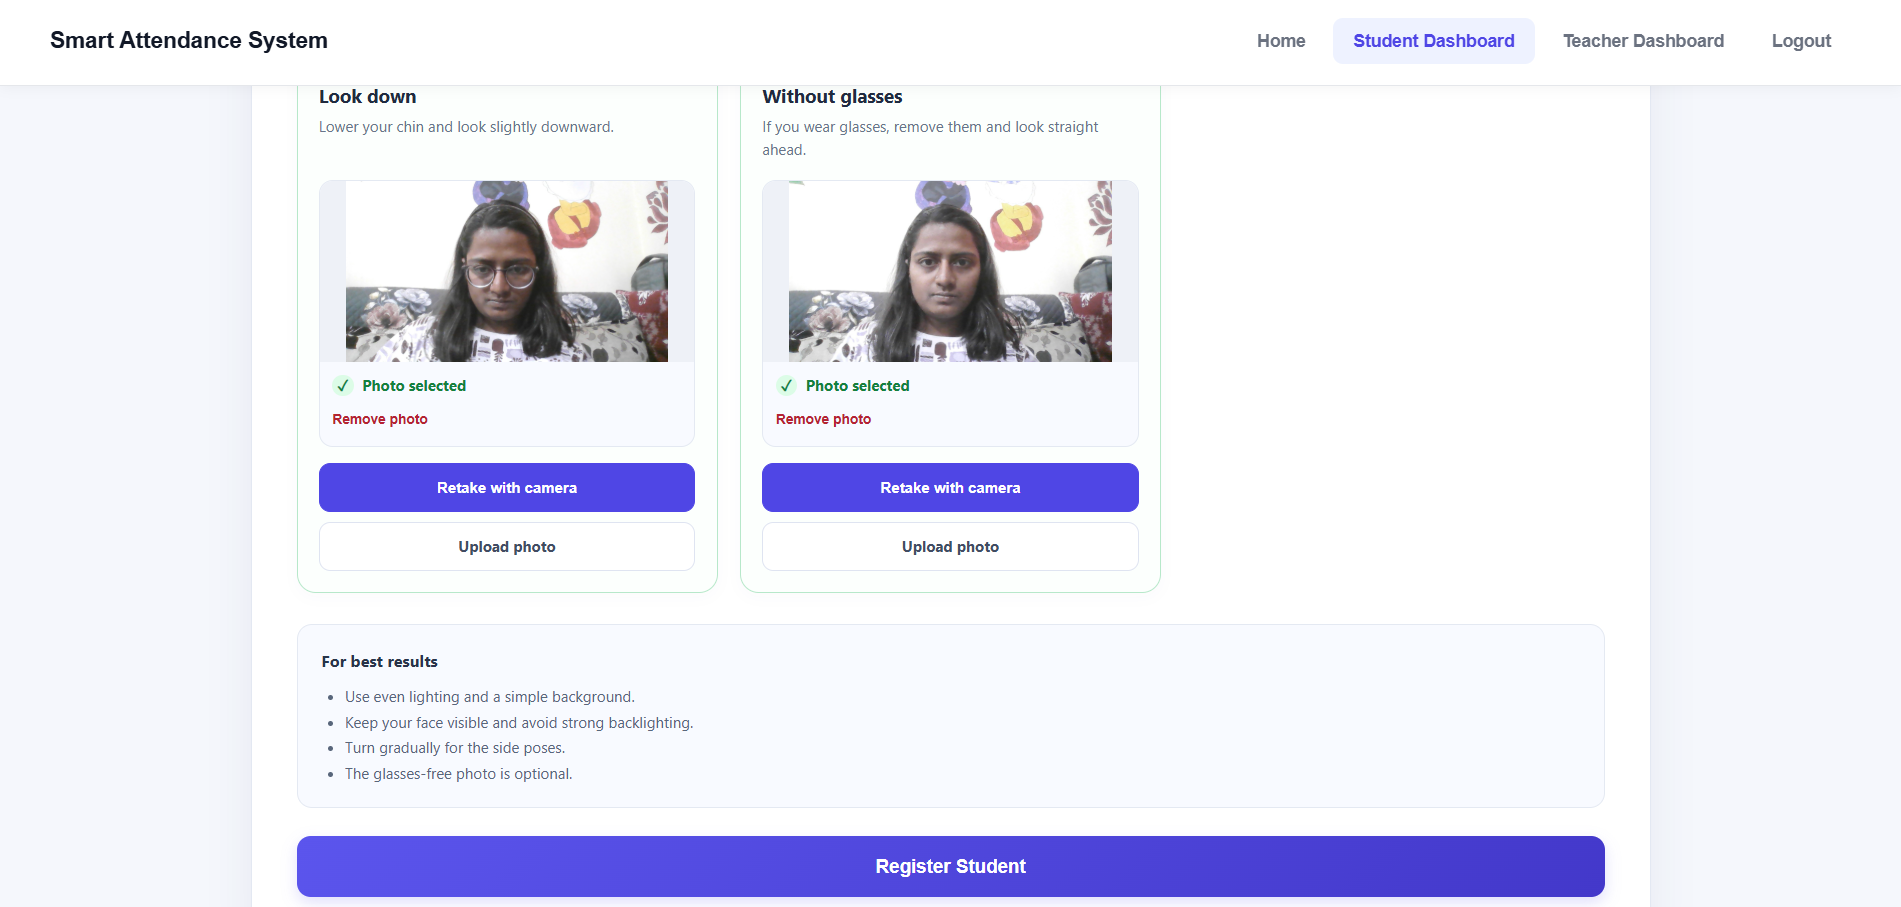 Smart Attendance System
Home
Student Dashboard
Teacher Dashboard
Logout
Look down
Lower your chin and look slightly downward.
Photo selected
Remove photo
Retake with camera
Upload photo
Without glasses
If you wear glasses, remove them and look straight
ahead.
Photo selected
Remove photo
Retake with camera
Upload photo
For best results
Use even lighting and a simple background.
Keep your face visible and avoid strong backlighting.
Turn gradually for the side poses.
The glasses-free photo is optional.
Register Student